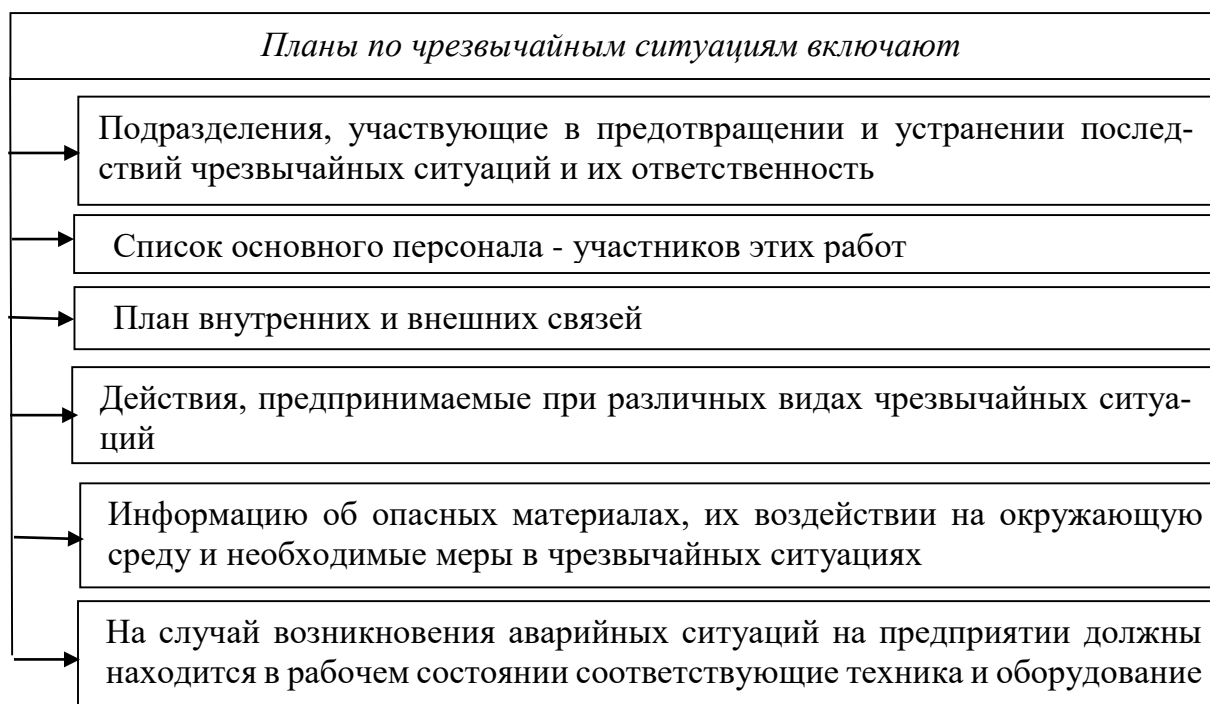 Планы по чрезвычайным ситуациям включают
Подразделения, участвующие в предотвращении и устранении послед-
ствий чрезвычайных ситуаций и их ответственность
Список основного персонала - участников этих работ
План внутренних и внешних связей
Действия, предпринимаемые при различных видах чрезвычайных ситуа-
ций
Информацию об опасных материалах, их воздействии на окружающую
среду и необходимые меры в чрезвычайных ситуациях
На случай возникновения аварийных ситуаций на предприятии должны
находится в рабочем состоянии соответствующие техника и оборудование